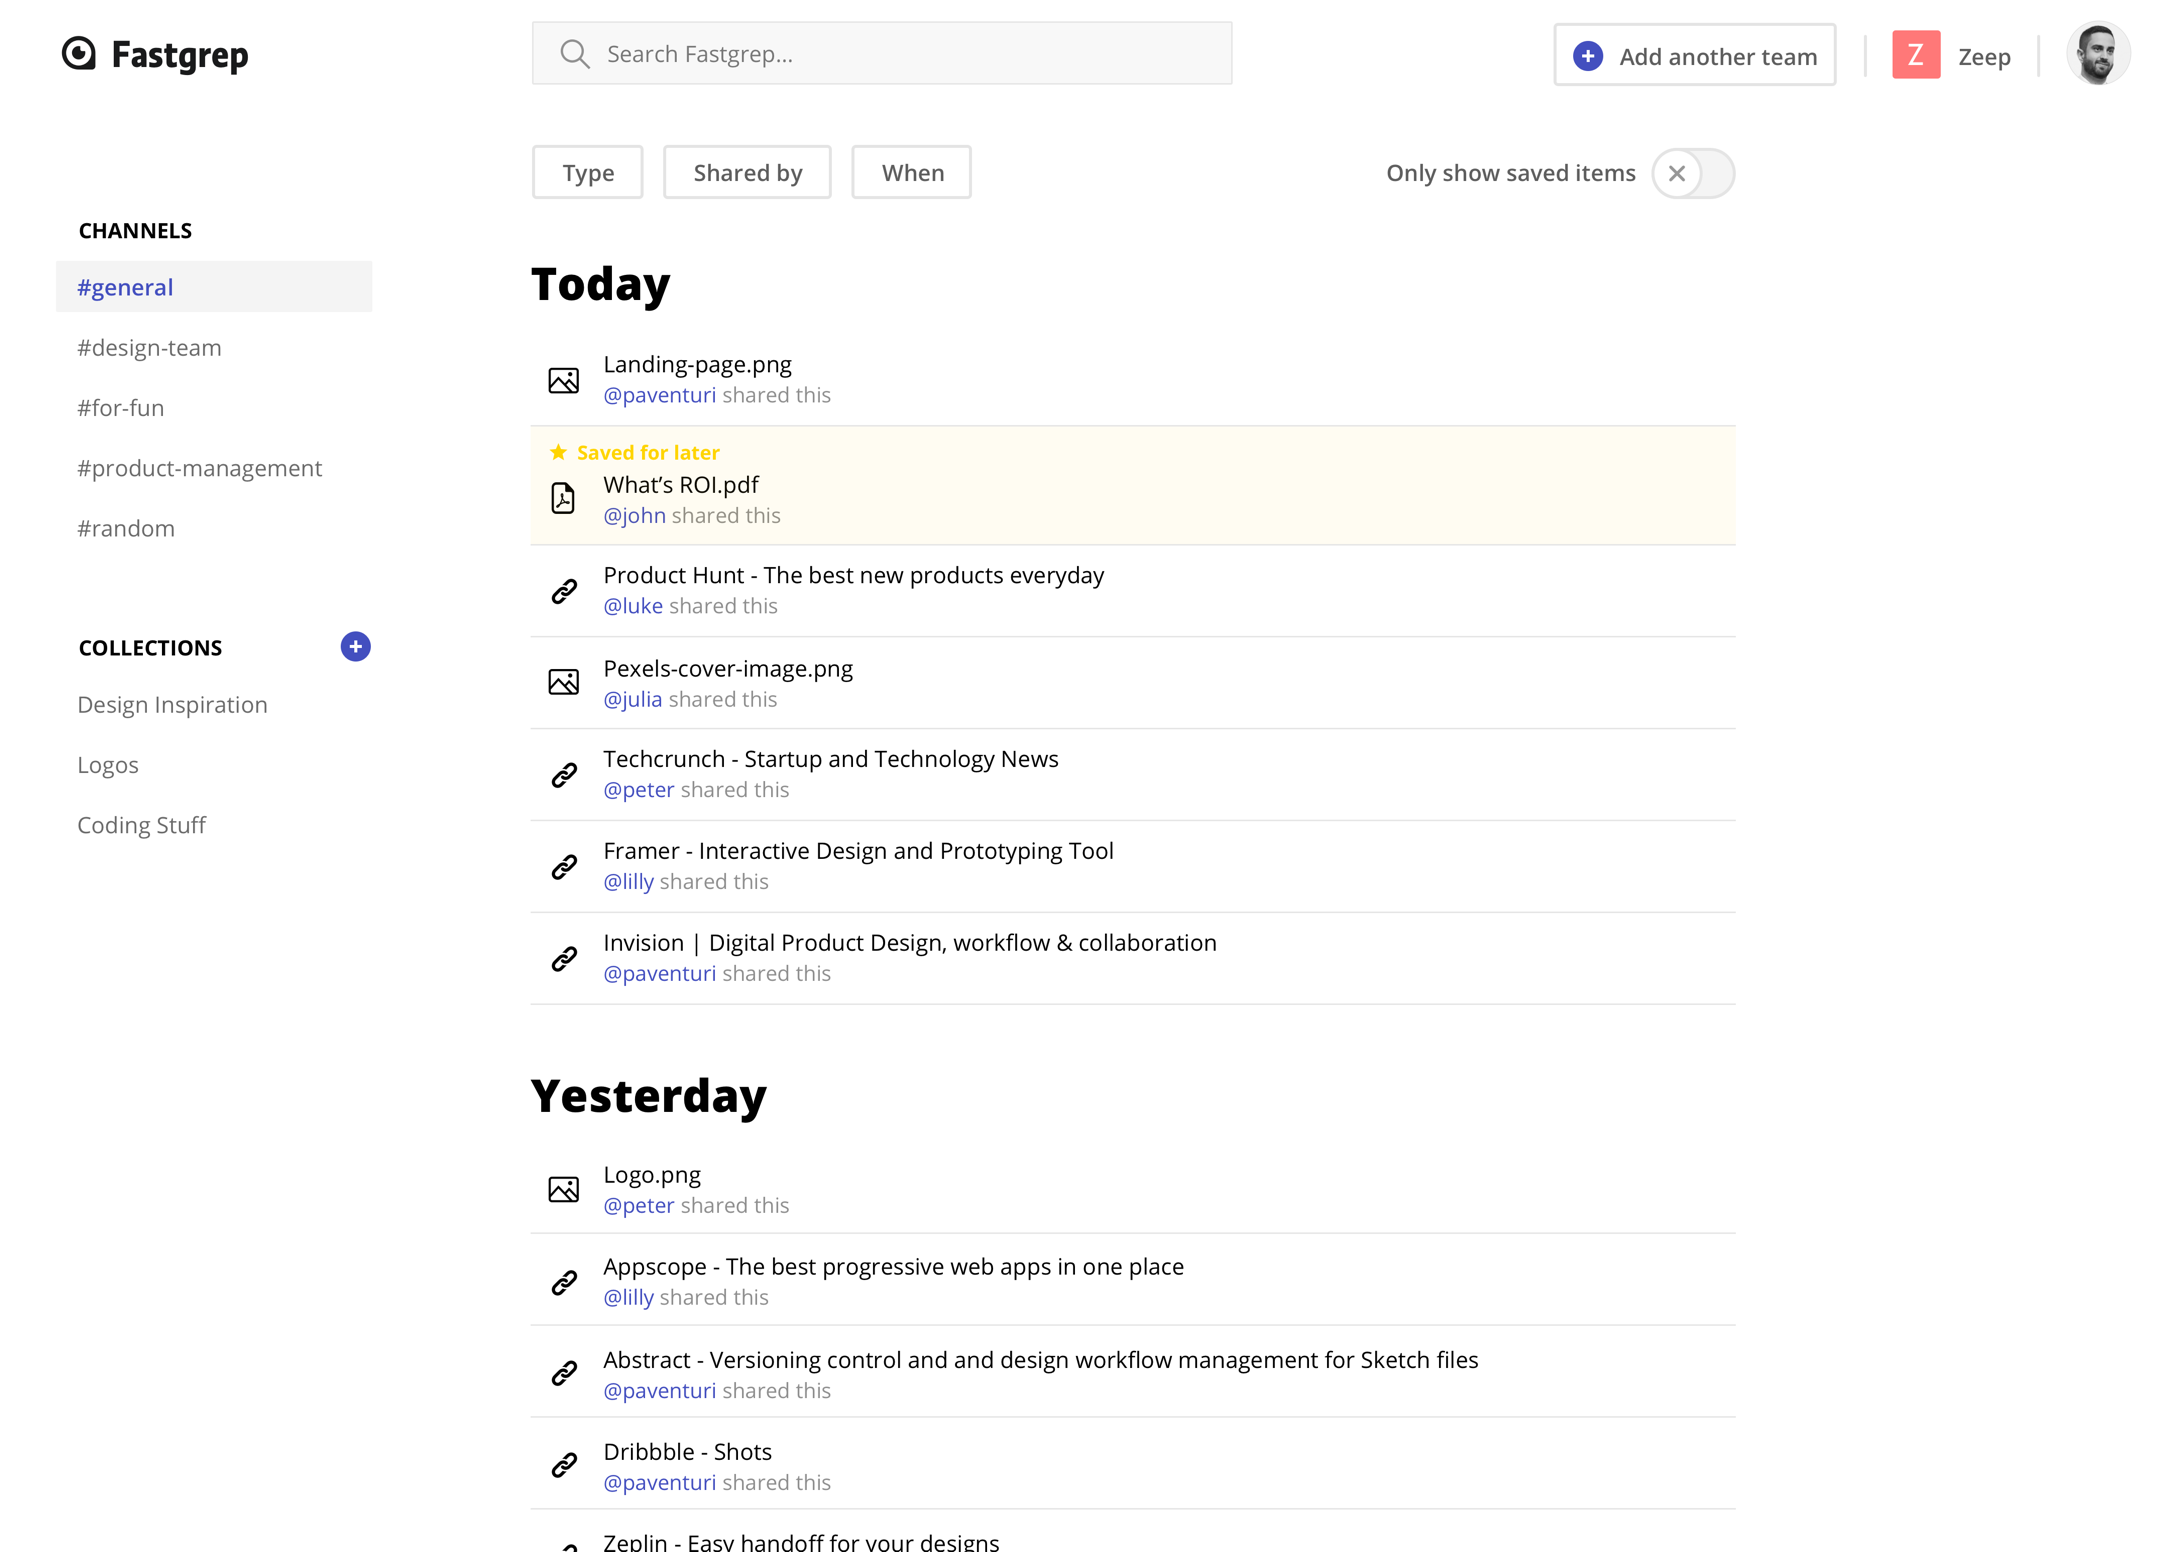 Fastgrep
Search Fastgrep...
Add another team
Z
Zeep
Type
Shared by
When
Only show saved items
CHANNELS
#general
#design-team
#for-fun
#product-management
#random
COLLECTIONS
Design Inspiration
Logos
Coding Stuff
Today
Landing-page.png
@paventuri shared this
Saved for later
What’s ROI.pdf
@john shared this
Product Hunt - The best new products everyday
@luke shared this
Pexels-cover-image.png
@julia shared this
Techcrunch - Startup and Technology News
@peter shared this
Framer - Interactive Design and Prototyping Tool
@lilly shared this
Invision | Digital Product Design, workflow & collaboration
@paventuri shared this
Yesterday
Logo.png
@peter shared this
Appscope - The best progressive web apps in one place
@lilly shared this
Abstract - Versioning control and and design workflow management for Sketch files
@paventuri shared this
Dribbble - Shots
@paventuri shared this
Zeplin - Easy handoff for your designs